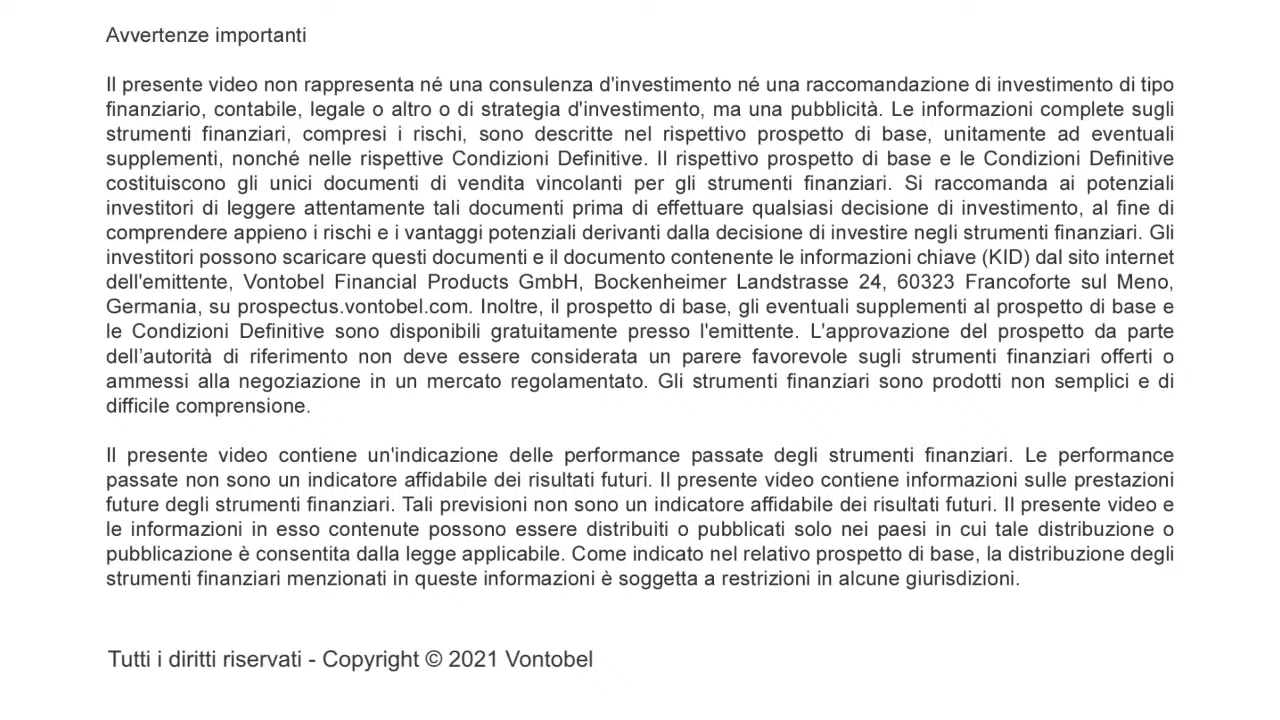 Avvertenze importanti
Il presente video non rappresenta né una consulenza d'investimento né una raccomandazione di investimento di tipo
finanziario, contabile, legale o altro o di strategia d'investimento, ma una pubblicità. Le informazioni complete sugli
strumenti finanziari, compresi i rischi, sono descritte nel rispettivo prospetto di base, unitamente ad eventuali
supplementi, nonché nelle rispettive Condizioni Definitive. Il rispettivo prospetto di base e le Condizioni Definitive
costituiscono gli unici documenti di vendita vincolanti per gli strumenti finanziari. Si raccomanda ai potenziali
investitori di leggere attentamente tali documenti prima di effettuare qualsiasi decisione di investimento, al fine di
comprendere appieno i rischi e i vantaggi potenziali derivanti dalla decisione di investire negli strumenti finanziari. Gli
investitori possono scaricare questi documenti e il documento contenente le informazioni chiave (KID) dal sito internet
dell'emittente, Vontobel Financial Products GmbH, Bockenheimer Landstrasse 24, 60323 Francoforte sul Meno,
Germania, su prospectus.vontobel.com. Inoltre, il prospetto di base, gli eventuali supplementi al prospetto di base e
le Condizioni Definitive sono disponibili gratuitamente presso l'emittente. L'approvazione del prospetto da parte
dell’autorità di riferimento non deve essere considerata un parere favorevole sugli strumenti finanziari offerti o
ammessi alla negoziazione in un mercato regolamentato. Gli strumenti finanziari sono prodotti non semplici e di
difficile comprensione.
Il presente video contiene un'indicazione delle performance passate degli strumenti finanziari. Le performance
passate non sono un indicatore affidabile dei risultati futuri. Il presente video contiene informazioni sulle prestazioni
future degli strumenti finanziari. Tali previsioni non sono un indicatore affidabile dei risultati futuri. Il presente video e
le informazioni in esso contenute possono essere distribuiti o pubblicati solo nei paesi in cui tale distribuzione o
pubblicazione è consentita dalla legge applicabile. Come indicato nel relativo prospetto di base, la distribuzione degli
strumenti finanziari menzionati in queste informazioni è soggetta a restrizioni in alcune giurisdizioni.
Tutti i diritti riservati - Copyright © 2021 Vontobel